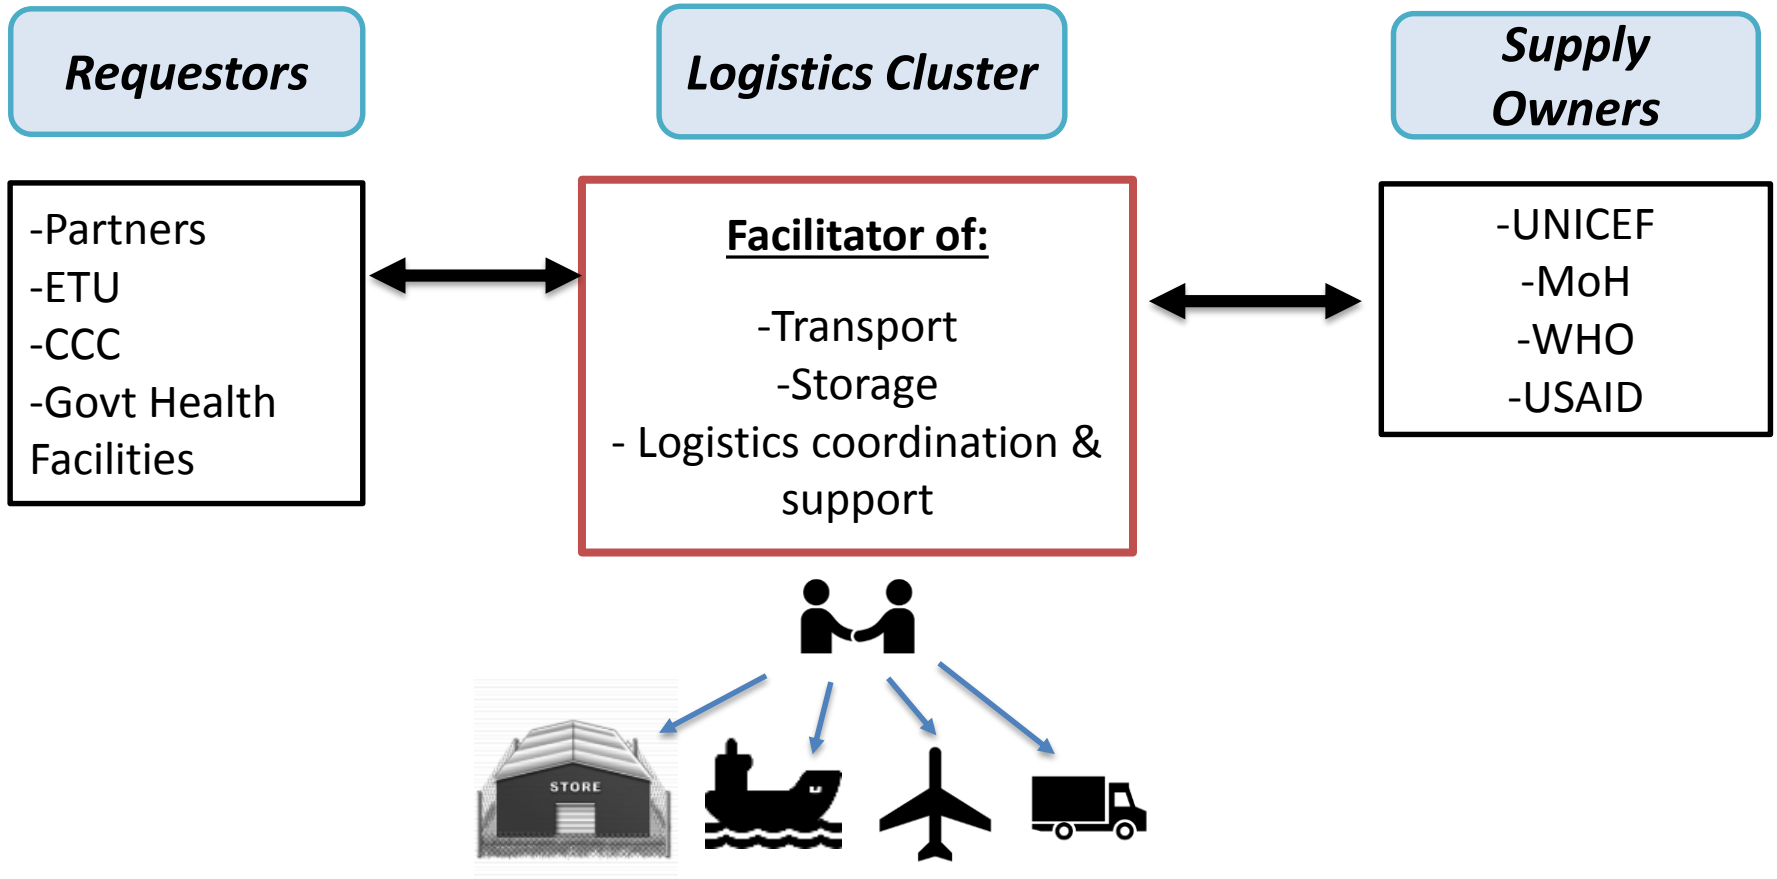 Requestors
Logistics Cluster
Supply
Owners
-Partners
-ETU
-CCC
-Govt Health
Facilities
Facilitator of:
-Transport
-Storage
- Logistics coordination &
support
-UNICEF
-MoH
-WHO
-USAID
STORE